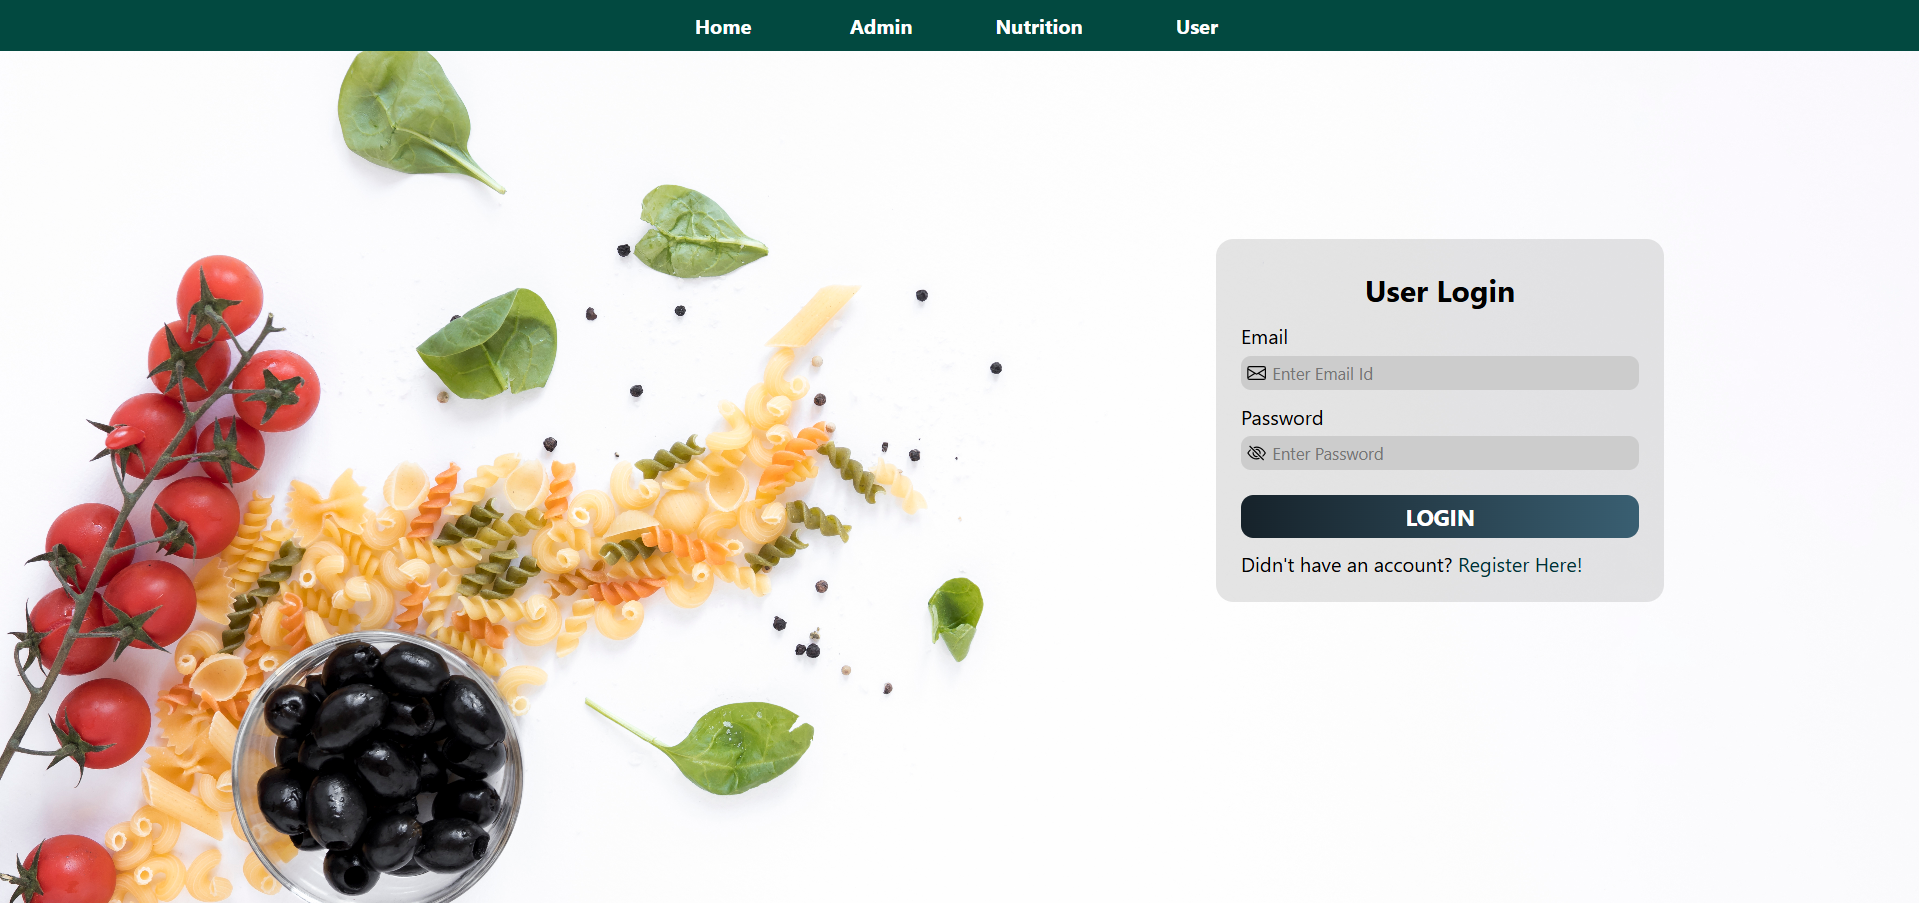 Home Admin Nutrition User
User Login
Email
Enter Email Id
Password
Enter Password
LOGIN
Didn't have an account? Register Here!